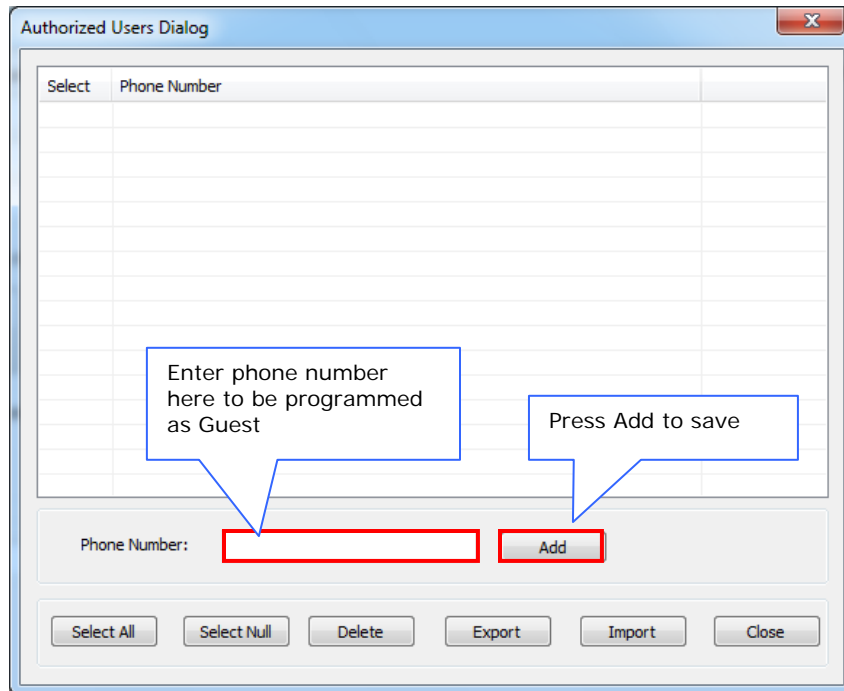 Authorized Users Dialog
X
Select Phone Number
Enter phone number
here to be programmed
as Guest
Press Add to save
Phone Number: Add
Select All Select Null Delete Export Import Close